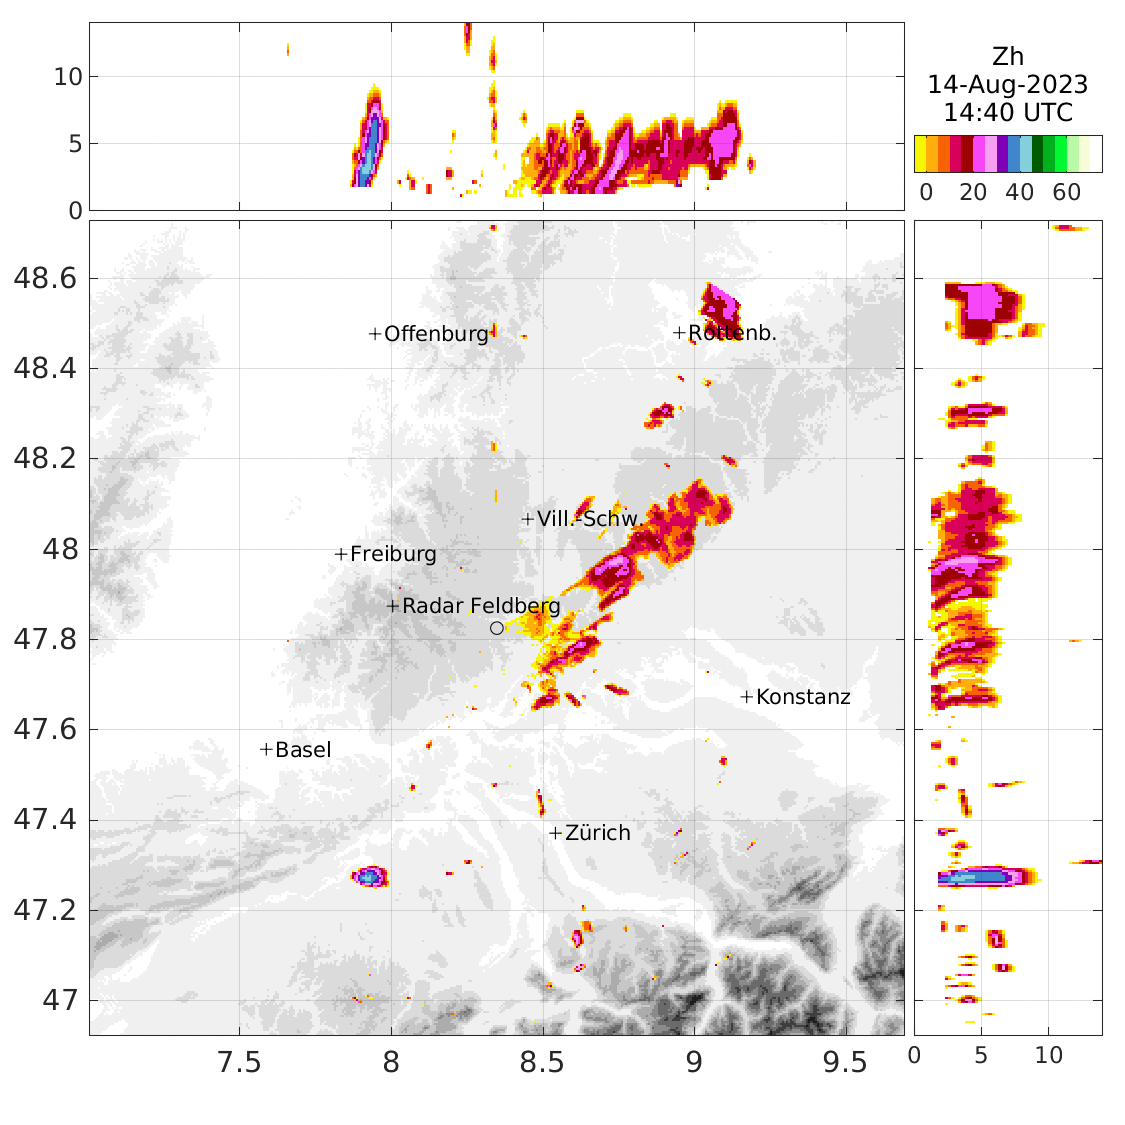 10
5
0
Zh
14-Aug-2023
14:40 UTC
0 20 40 60
48.6
48.4
48.2
48
47.8
47.6
47.4
47.2
47
+Offenburg
+Rottenb.
+Vill.-Schw.
+Freiburg
+Radar Feldberg
+Konstanz
+Basel
+Zürich
7.5 8 8.5 9 9.5
0 5 10